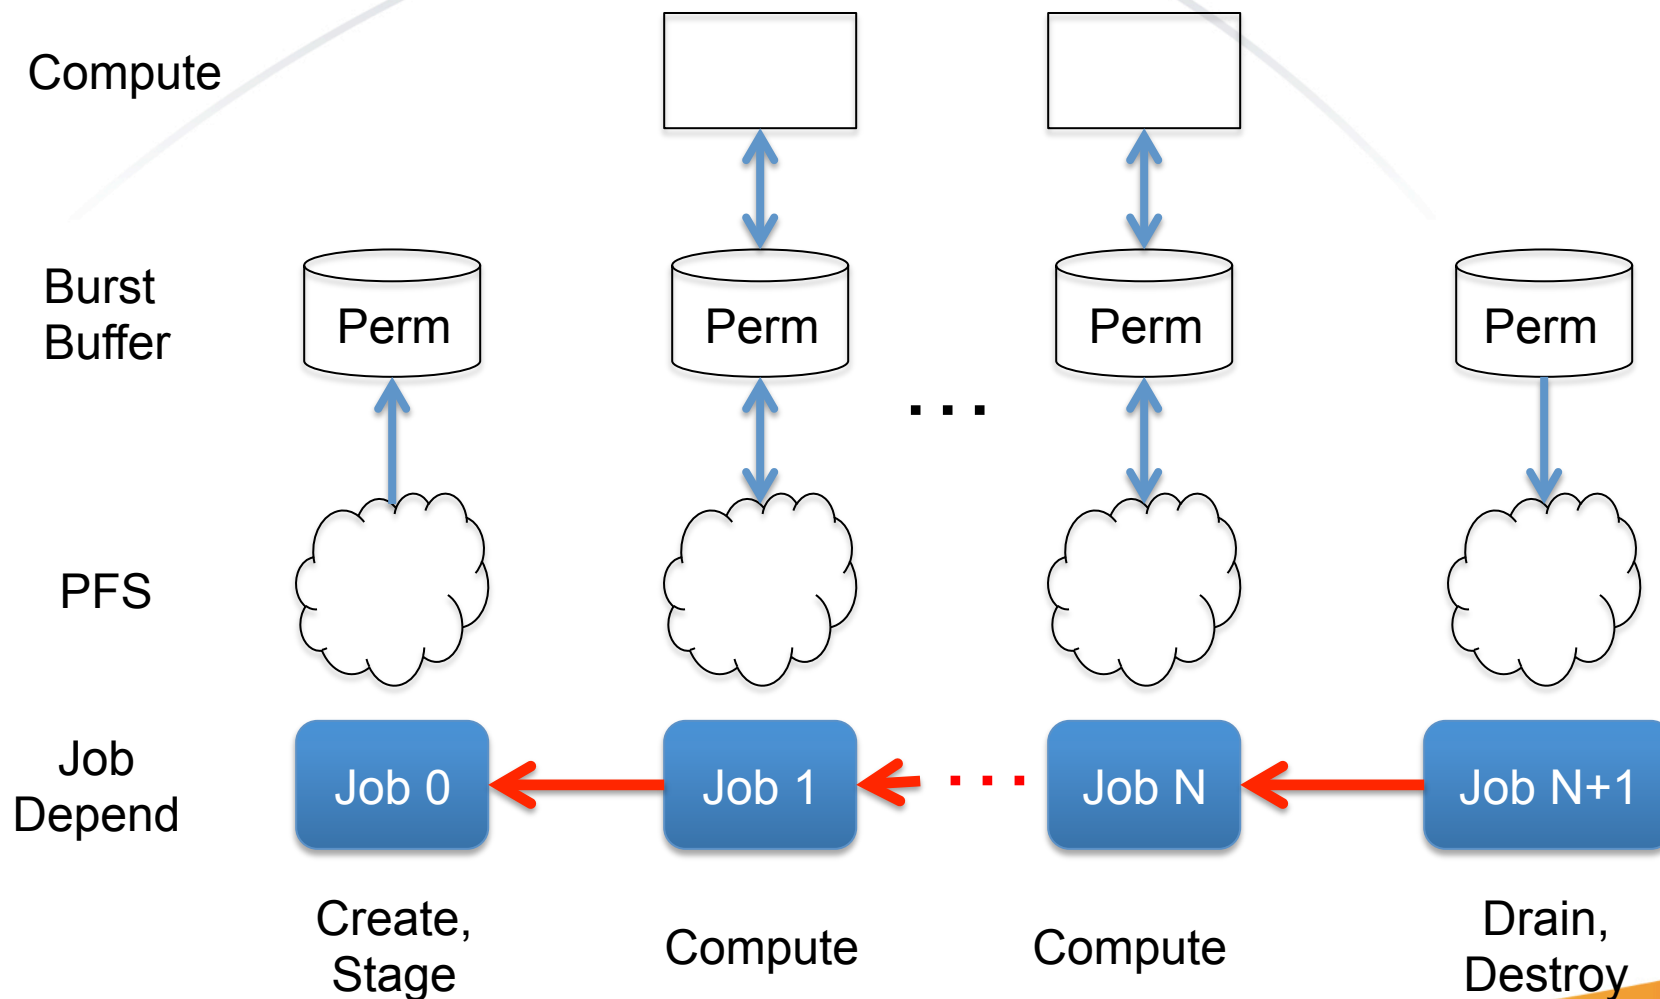 Compute
Burst
Buffer
Perm
Perm
Perm
Perm
...
PFS
Job
Depend
Job 0
Job 1
...
Job N
Job N+1
Create,
Stage
Compute
Compute
Drain,
Destroy